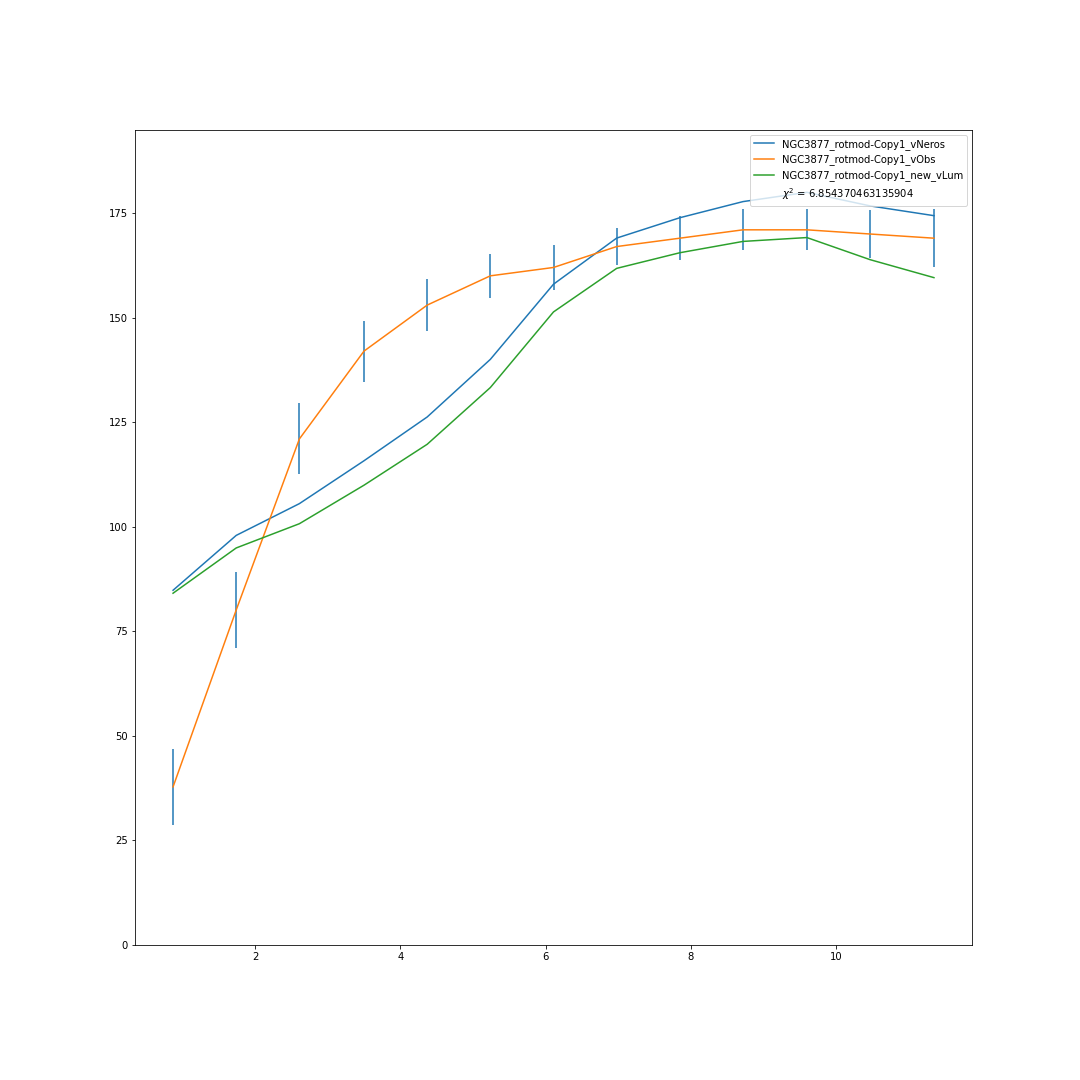 NGC3877_rotmod-Copy1_vNeros
NGC3877_rotmod-Copy1_vObs
NGC3877_rotmod-Copy1_new_vLum
χ² = 6.854370463135904
175
150
125
100
75
50
25
0
2 4 6 8 10